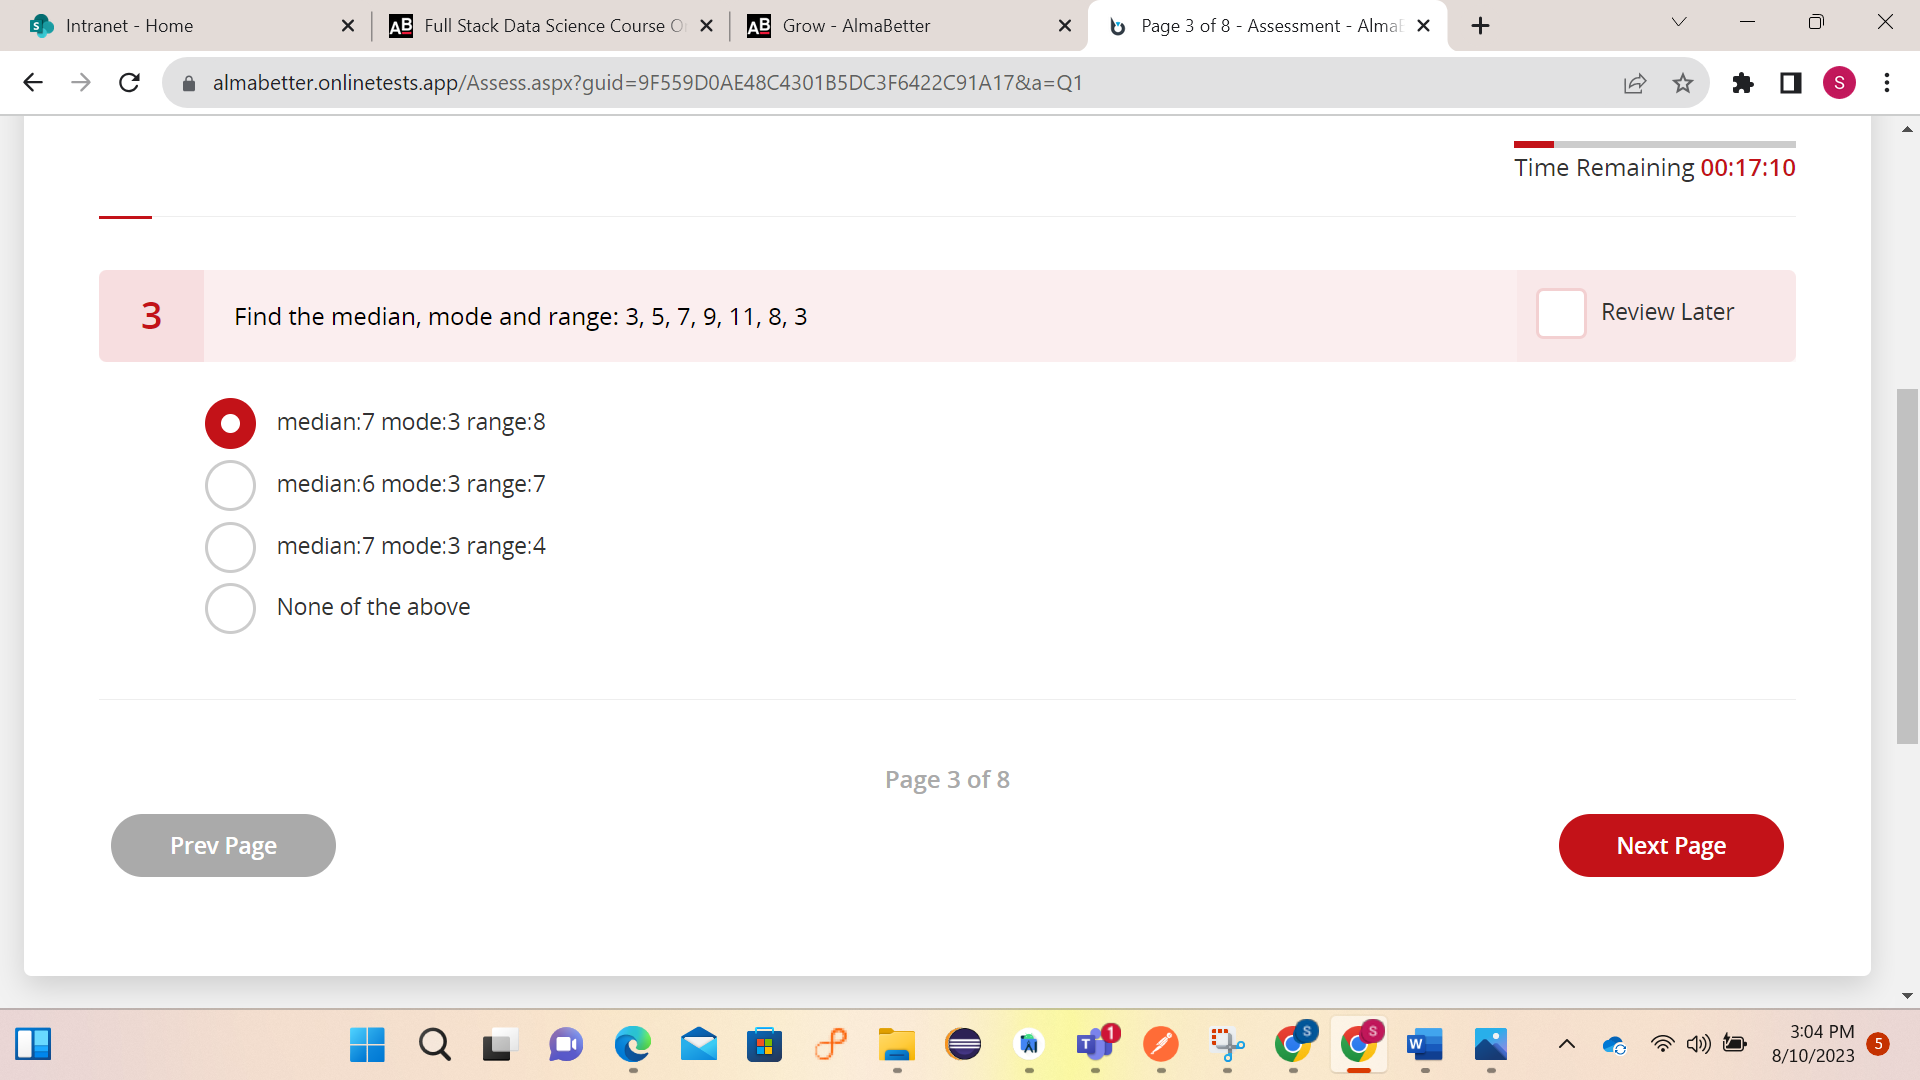 Intranet - Home
AB Full Stack Data Science Course O
AB Grow - AlmaBetter
Page 3 of 8 - Assessment - AlmaB
almabetter.onlinetests.app/Assess.aspx?guid=9F559D0AE48C4301B5DC3F6422C91A17&a=Q1
S
Time Remaining 00:17:10
3
Find the median, mode and range: 3, 5, 7, 9, 11, 8, 3
Review Later
median:7 mode:3 range:8
median:6 mode:3 range:7
median:7 mode:3 range:4
None of the above
Page 3 of 8
Prev Page
Next Page
T 1
S
S
W
3:04 PM
8/10/2023
5